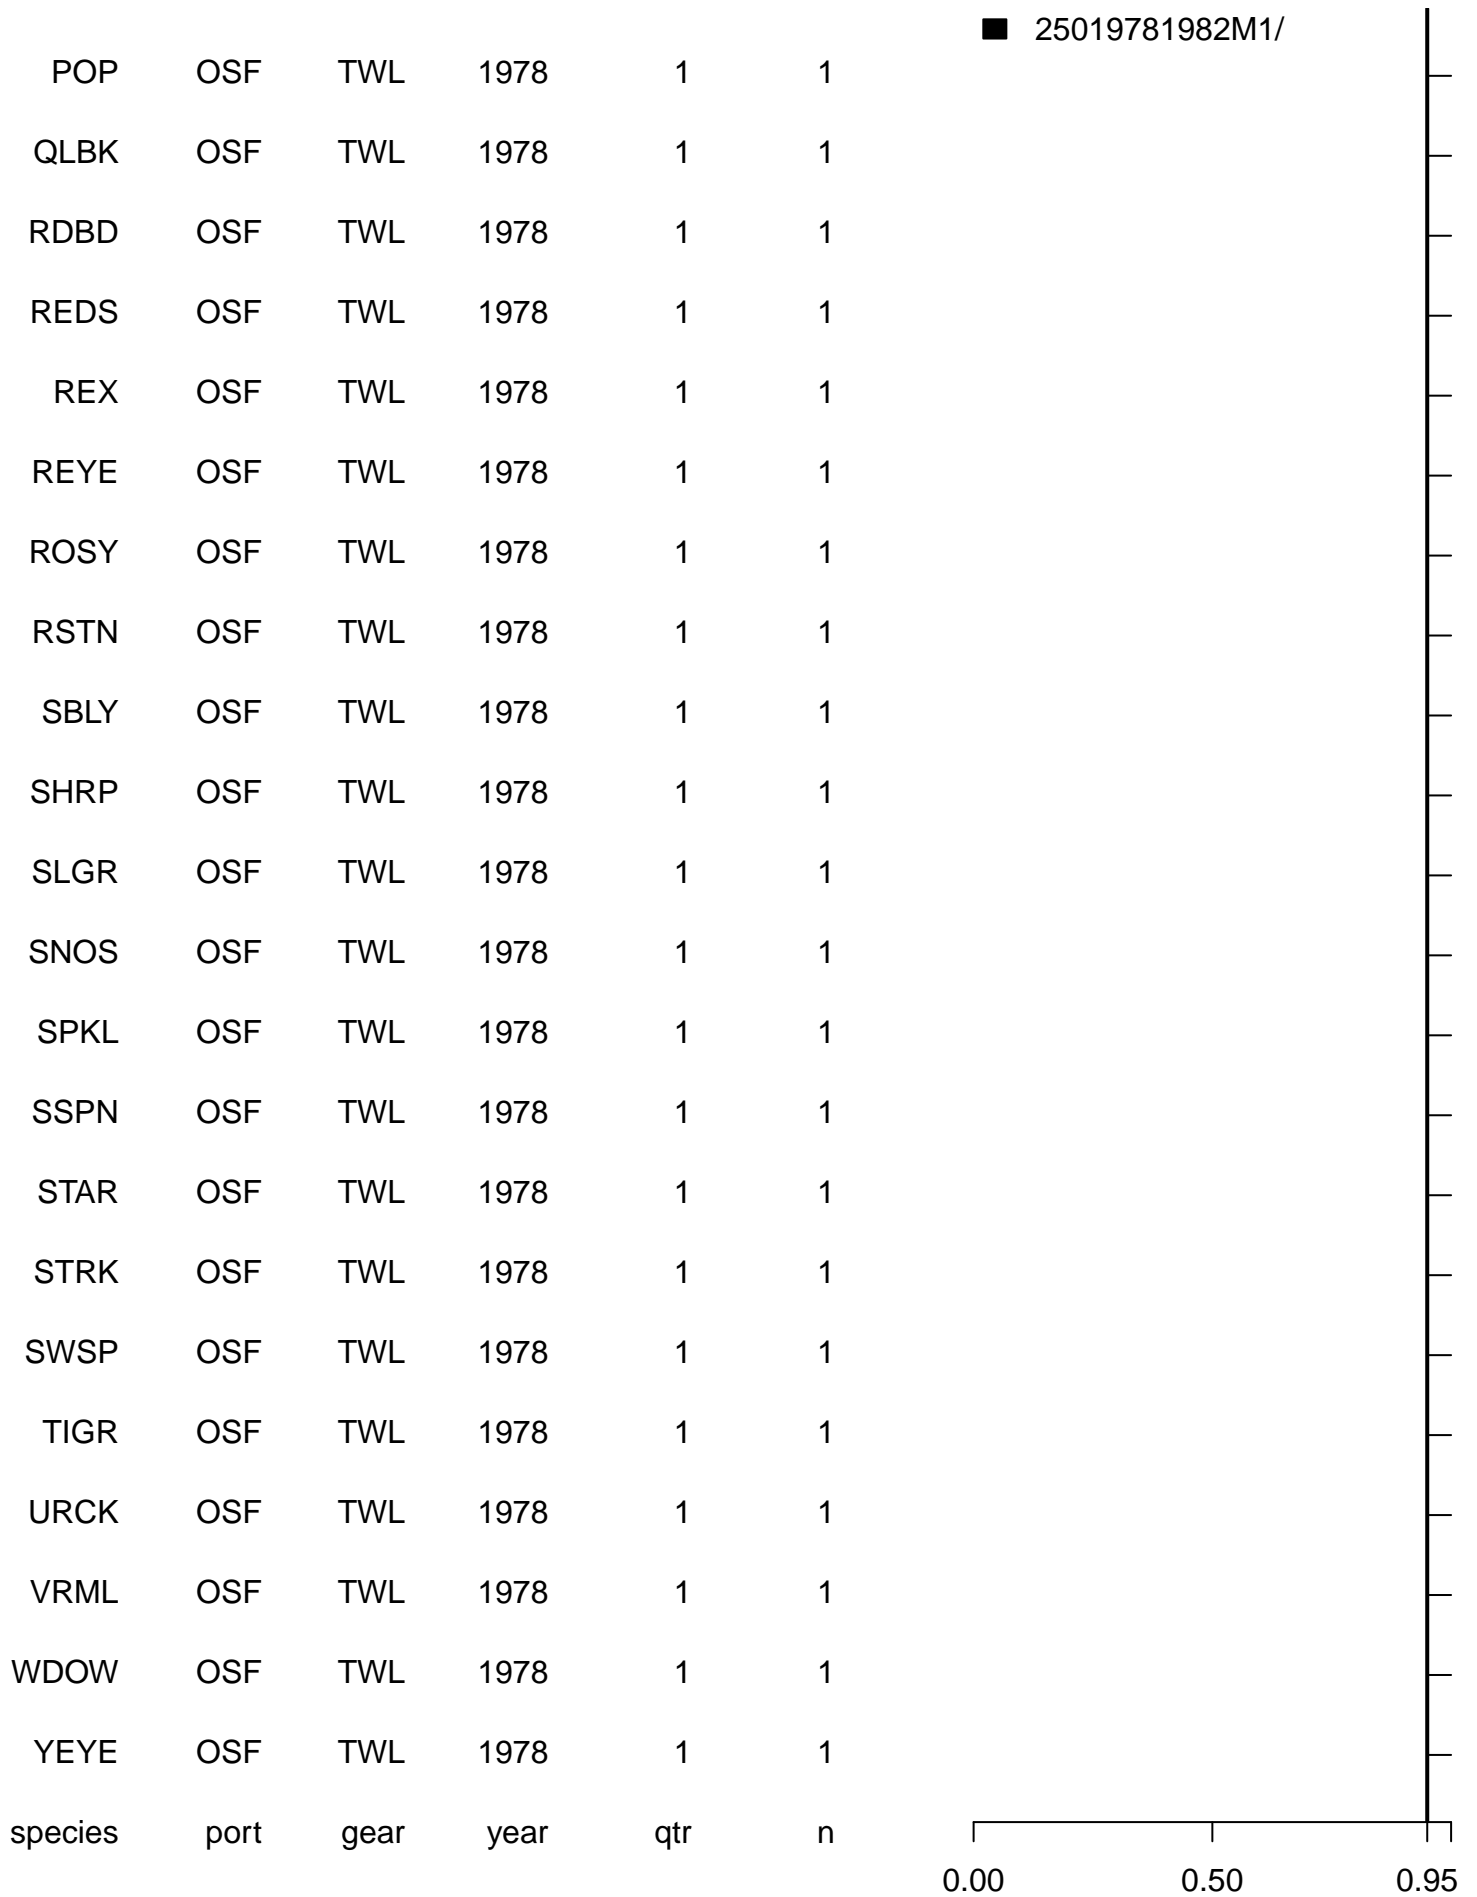 25019781982M1/
POP OSF TWL 1978 1 1
QLBK OSF TWL 1978 1 1
RDBD OSF TWL 1978 1 1
REDS OSF TWL 1978 1 1
REX OSF TWL 1978 1 1
REYE OSF TWL 1978 1 1
ROSY OSF TWL 1978 1 1
RSTN OSF TWL 1978 1 1
SBLY OSF TWL 1978 1 1
SHRP OSF TWL 1978 1 1
SLGR OSF TWL 1978 1 1
SNOS OSF TWL 1978 1 1
SPKL OSF TWL 1978 1 1
SSPN OSF TWL 1978 1 1
STAR OSF TWL 1978 1 1
STRK OSF TWL 1978 1 1
SWSP OSF TWL 1978 1 1
TIGR OSF TWL 1978 1 1
URCK OSF TWL 1978 1 1
VRML OSF TWL 1978 1 1
WDOW OSF TWL 1978 1 1
YEYE OSF TWL 1978 1 1
species port gear year qtr n
0.00 0.50 0.95